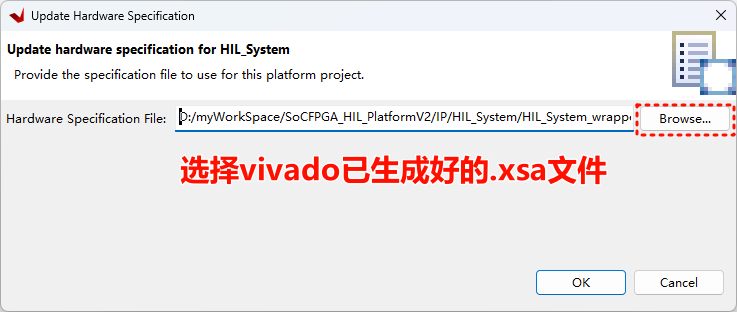 Update Hardware Specification
Update hardware specification for HIL_System
Provide the specification file to use for this platform project.
Hardware Specification File: D:/myWorkSpace/SoCFPGA_HIL_PlatformV2/IP/HIL_System/HIL_System_wrappe Browse...
选择vivado已生成好的.xsa文件
OK Cancel